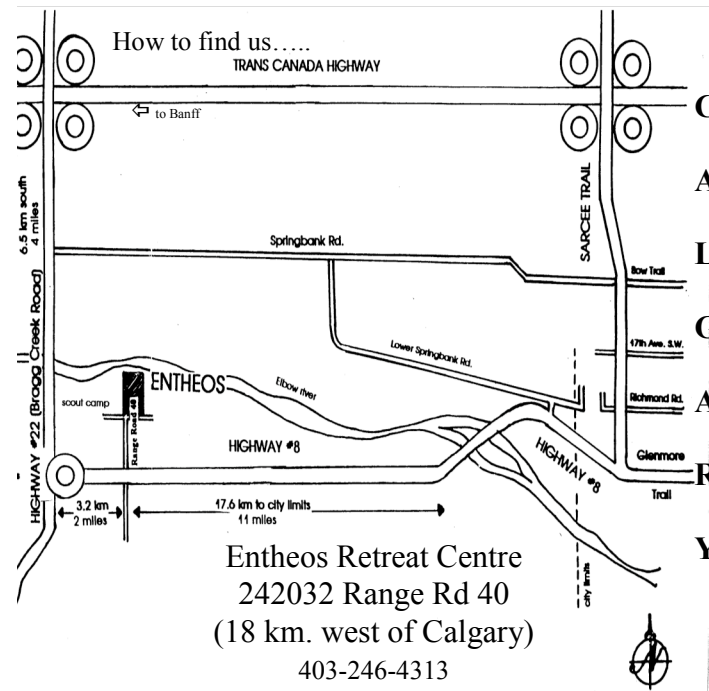 How to find us.....
TRANS CANADA HIGHWAY
to Banff
C
A
L
G
A
R
Y
6.5 km south
4 miles
HIGHWAY #22 (Bragg Creek Road)
SARCEE TRAIL
Springbank Rd.
Bow Trail
17th Ave. S.W.
Lower Springbank Rd.
Richmond Rd.
ENTHEOS
Elbow river
scout camp
Range Road 40
HIGHWAY #8
HIGHWAY #8
Glenmore
Trail
3.2 km
2 miles
17.6 km to city limits
11 miles
city limits
Entheos Retreat Centre
242032 Range Rd 40
(18 km. west of Calgary)
403-246-4313
N